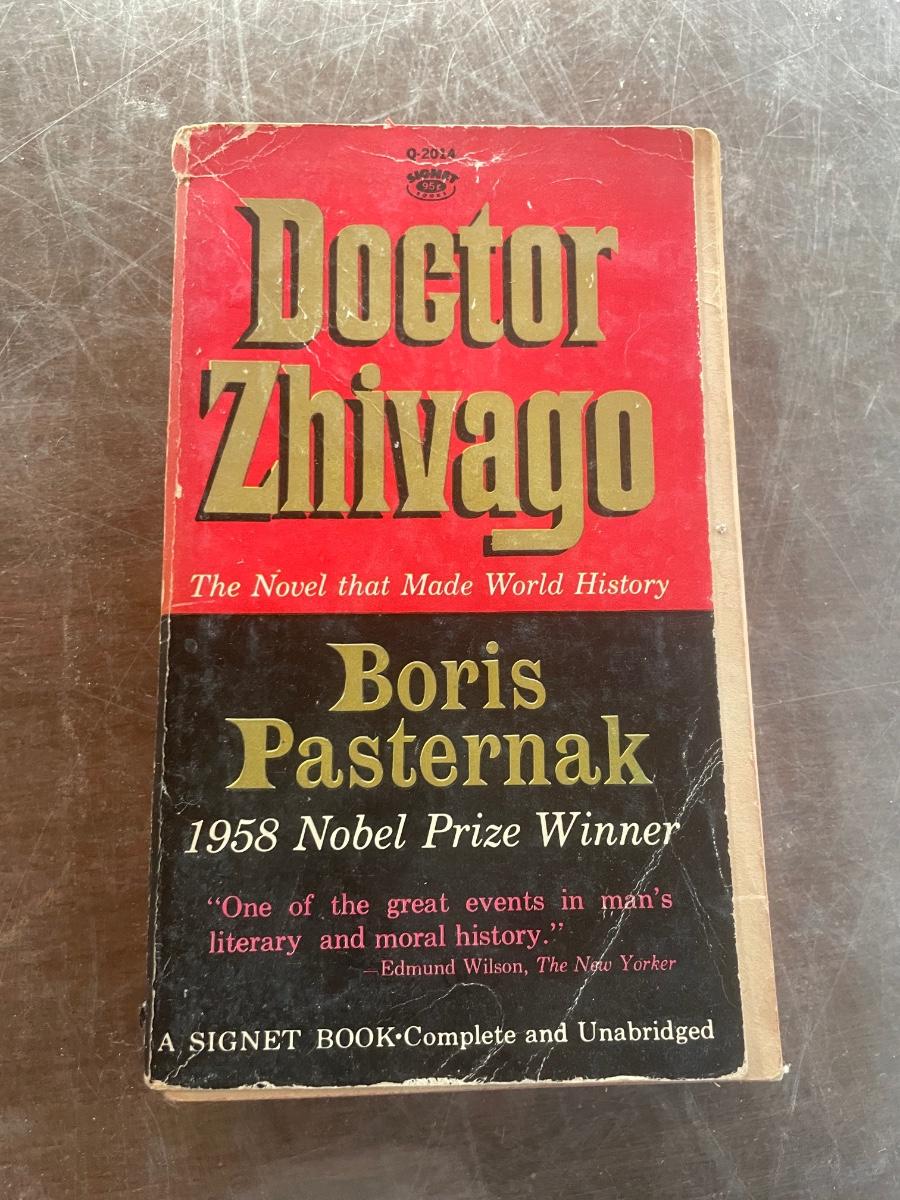 Q-2014
SIGNET
95¢
BOOKS
Doctor
Zhivago
The Novel that Made World History
Boris
Pasternak
1958 Nobel Prize Winner
“One of the great events in man’s
literary and moral history.”
—Edmund Wilson, The New Yorker
A SIGNET BOOK•Complete and Unabridged